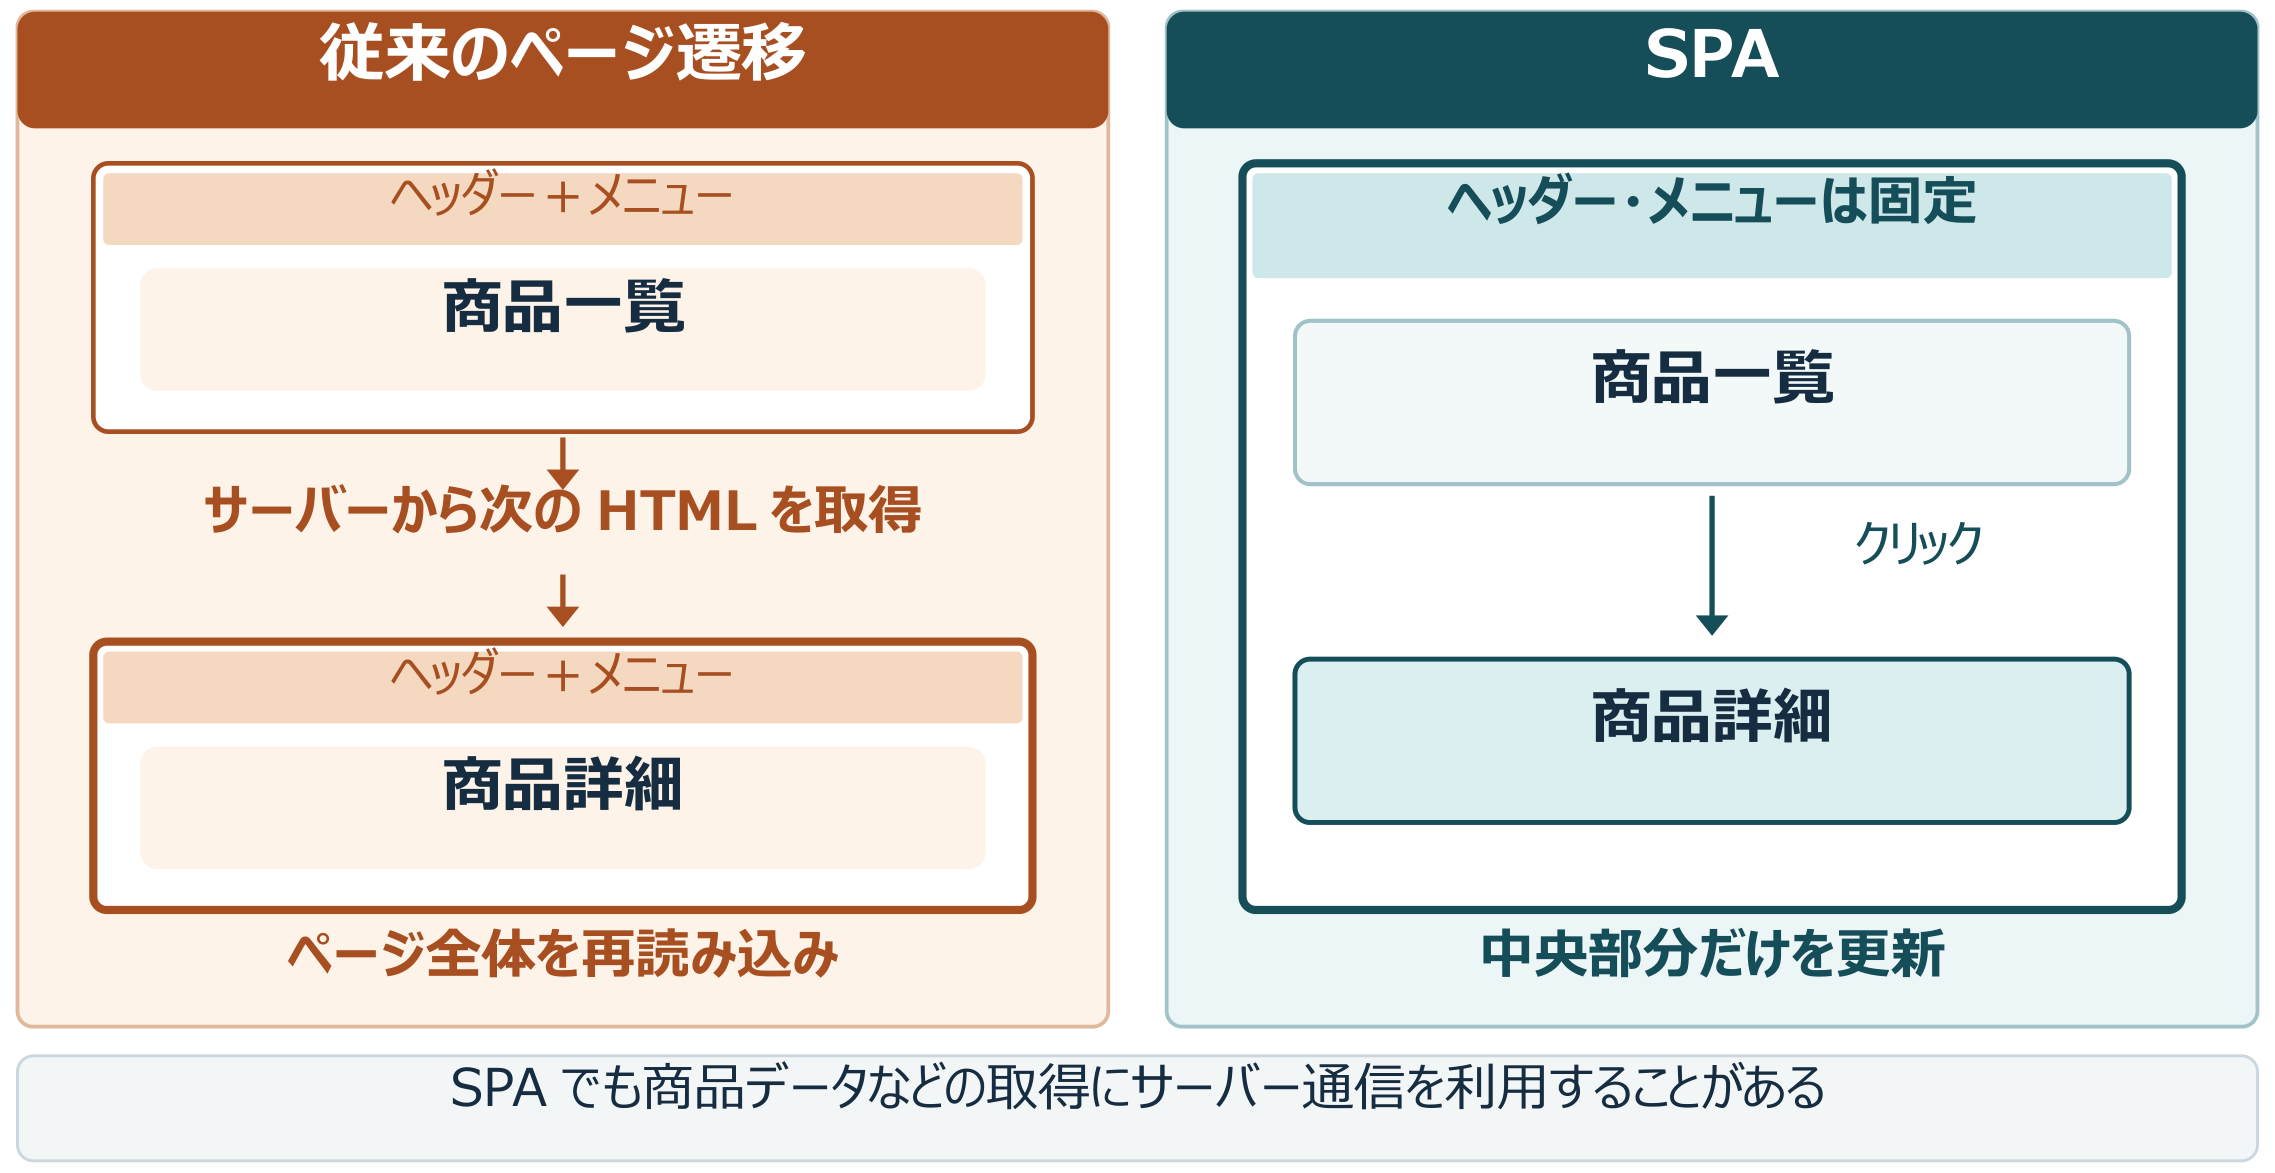 従来のページ遷移
ヘッダー + メニュー
商品一覧
サーバーから次の HTML を取得
ヘッダー + メニュー
商品詳細
ページ全体を再読み込み
SPA
ヘッダー・メニューは固定
商品一覧
クリック
商品詳細
中央部分だけを更新
SPA でも商品データなどの取得にサーバー通信を利用することがある